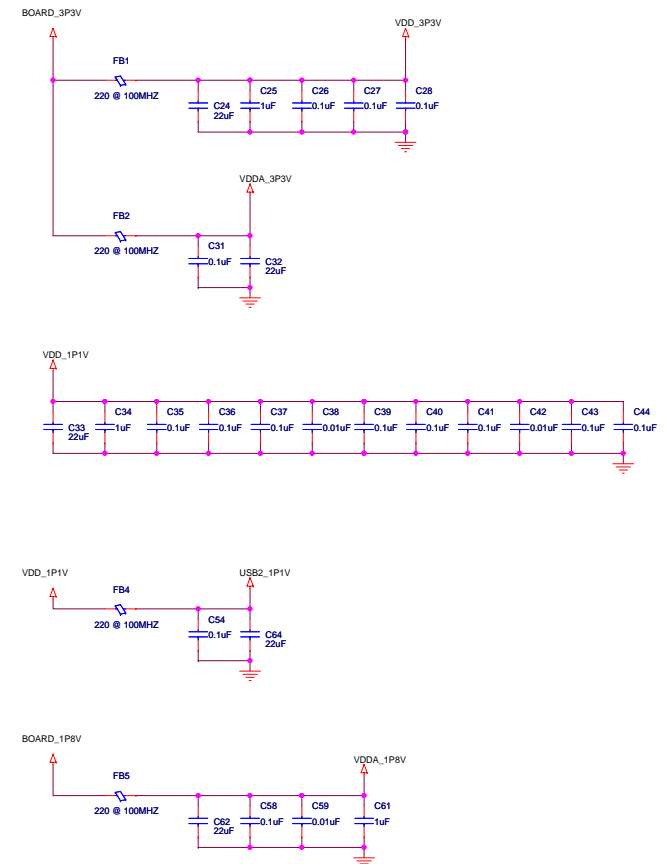 BOARD_3P3V
VDD_3P3V
FB1
220 @ 100MHZ
C24
22uF
C25
1uF
C26
0.1uF
C27
0.1uF
C28
0.1uF
VDDA_3P3V
FB2
220 @ 100MHZ
C31
0.1uF
C32
22uF
VDD_1P1V
C33
22uF
C34
1uF
C35
0.1uF
C36
0.1uF
C37
0.1uF
C38
0.01uF
C39
0.1uF
C40
0.1uF
C41
0.1uF
C42
0.01uF
C43
0.1uF
C44
0.1uF
VDD_1P1V
USB2_1P1V
FB4
220 @ 100MHZ
C54
0.1uF
C64
22uF
BOARD_1P8V
VDDA_1P8V
FB5
220 @ 100MHZ
C62
22uF
C58
0.1uF
C59
0.01uF
C61
1uF